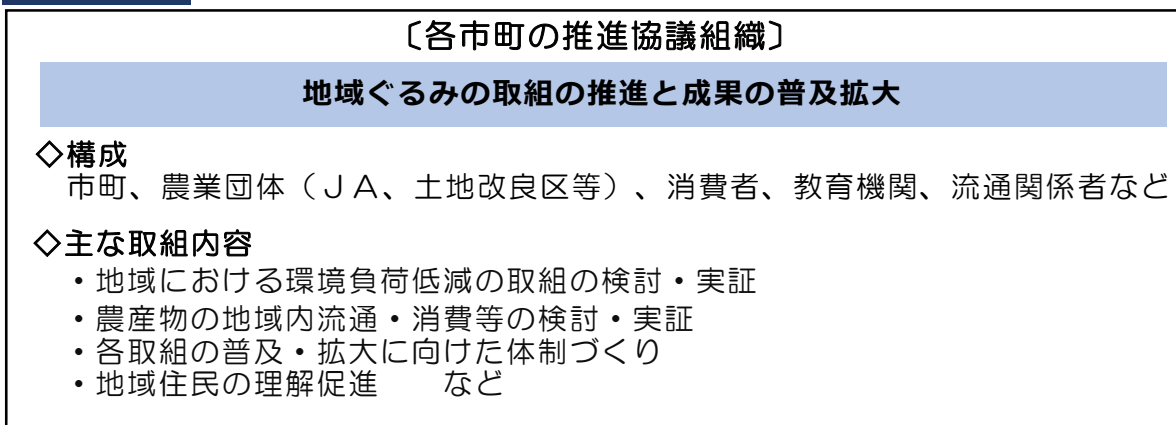 〔各市町の推進協議組織〕
地域ぐるみの取組の推進と成果の普及拡大
◇構成
市町、農業団体（ＪＡ、土地改良区等）、消費者、教育機関、流通関係者など
◇主な取組内容
・地域における環境負荷低減の取組の検討・実証
・農産物の地域内流通・消費等の検討・実証
・各取組の普及・拡大に向けた体制づくり
・地域住民の理解促進　　など